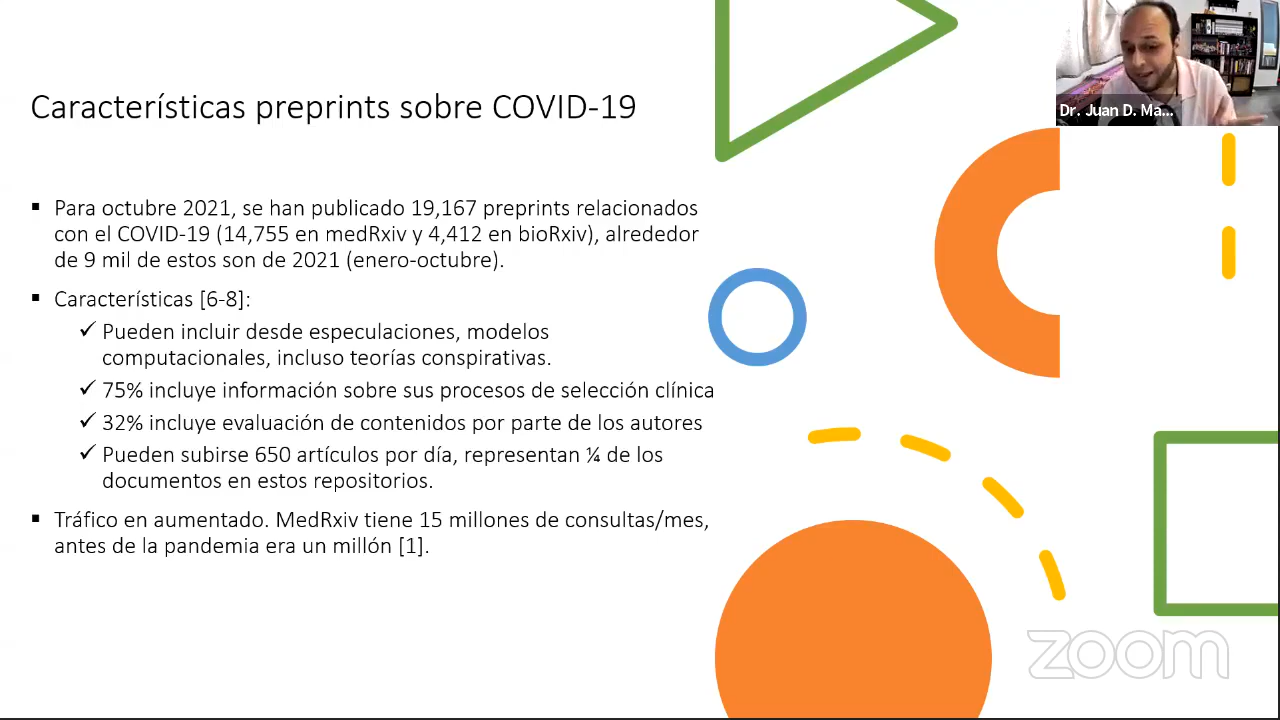 Características preprints sobre COVID-19
Dr. Juan D. Ma...
▪ Para octubre 2021, se han publicado 19,167 preprints relacionados
con el COVID-19 (14,755 en medRxiv y 4,412 en bioRxiv), alrededor
de 9 mil de estos son de 2021 (enero-octubre).
▪ Características [6-8]:
✓ Pueden incluir desde especulaciones, modelos
computacionales, incluso teorías conspirativas.
✓ 75% incluye información sobre sus procesos de selección clínica
✓ 32% incluye evaluación de contenidos por parte de los autores
✓ Pueden subirse 650 artículos por día, representan ¼ de los
documentos en estos repositorios.
▪ Tráfico en aumentado. MedRxiv tiene 15 millones de consultas/mes,
antes de la pandemia era un millón [1].
zoom